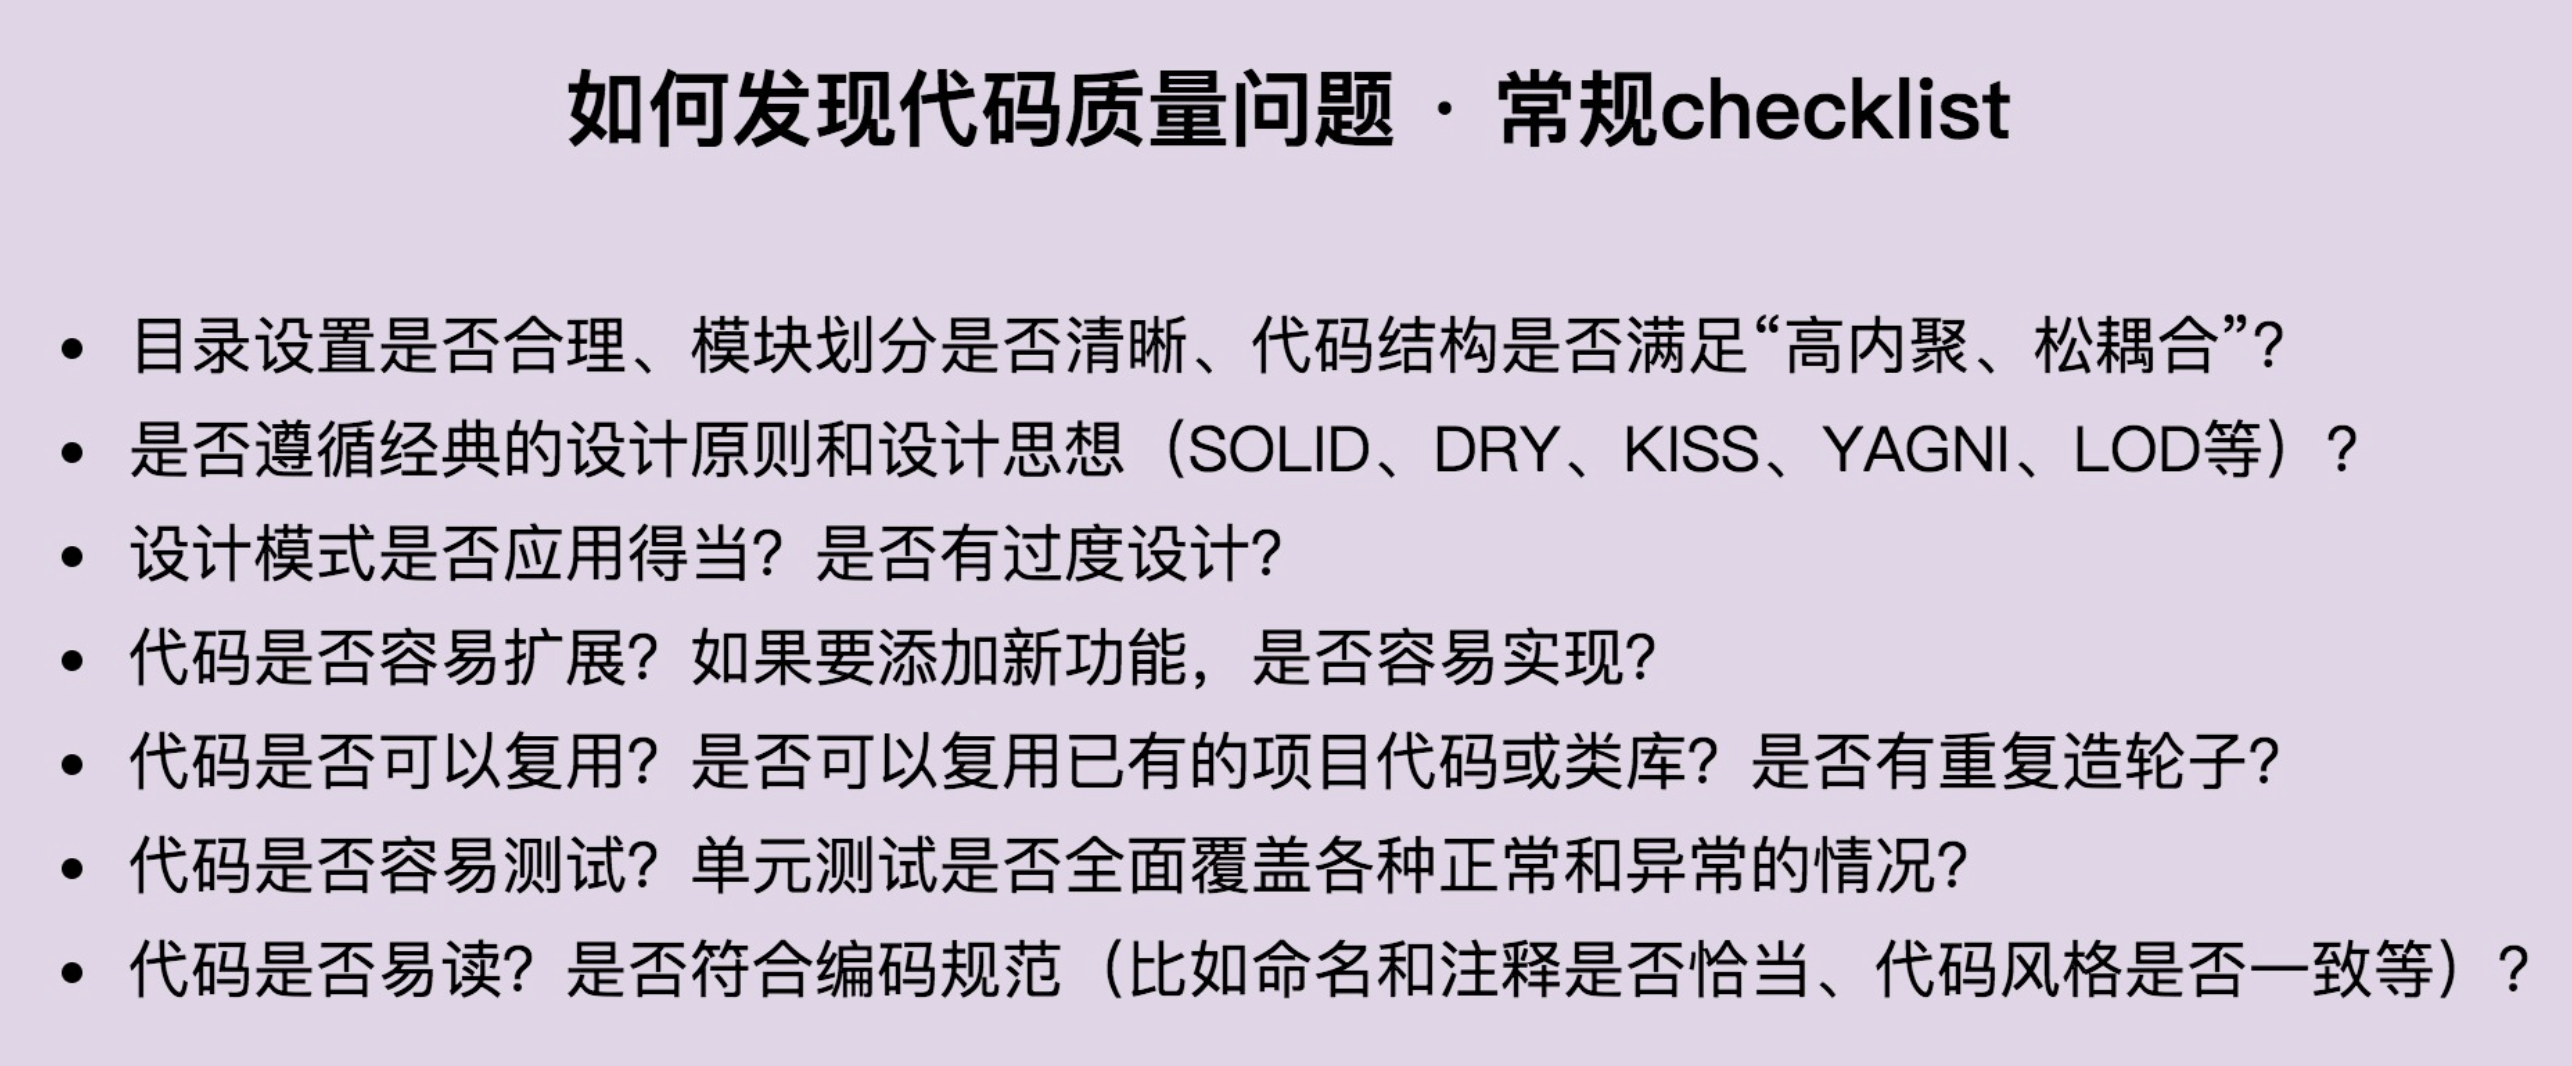 如何发现代码质量问题 · 常规checklist
• 目录设置是否合理、模块划分是否清晰、代码结构是否满足“高内聚、松耦合”？
• 是否遵循经典的设计原则和设计思想（SOLID、DRY、KISS、YAGNI、LOD等）？
• 设计模式是否应用得当？是否有过度设计？
• 代码是否容易扩展？如果要添加新功能，是否容易实现？
• 代码是否可以复用？是否可以复用已有的项目代码或类库？是否有重复造轮子？
• 代码是否容易测试？单元测试是否全面覆盖各种正常和异常的情况？
• 代码是否易读？是否符合编码规范（比如命名和注释是否恰当、代码风格是否一致等）？